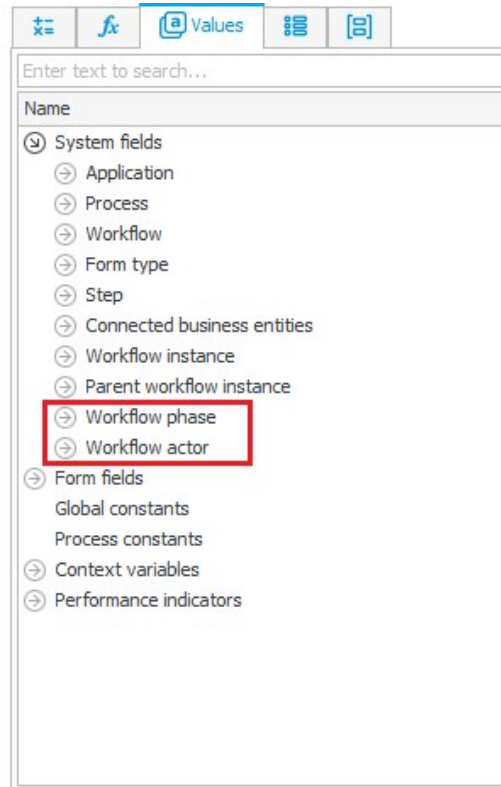 +- x= fx a Values
Enter text to search...
Name
System fields
Application
Process
Workflow
Form type
Step
Connected business entities
Workflow instance
Parent workflow instance
Workflow phase
Workflow actor
Form fields
Global constants
Process constants
Context variables
Performance indicators